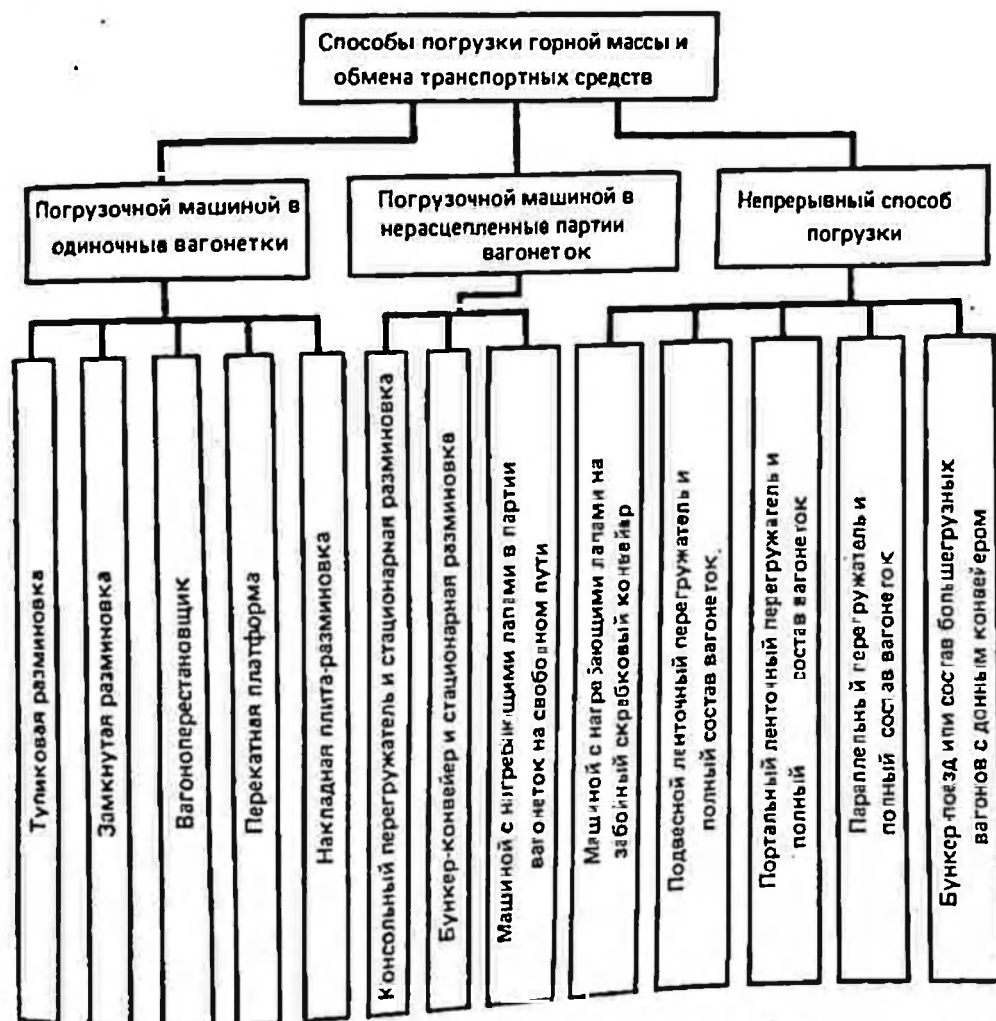 Способы погрузки горной массы и
обмена транспортных средств
Погрузочной машиной в
одиночные вагонетки
Погрузочной машиной в
нерасцепленные партии
вагонеток
Непрерывный способ
погрузки
Тупиковая разминовка
Замкнутая разминовка
Вагоноперестановщик
Перекатная платформа
Накладная плита-разминовка
Консольный перегружатель и стационарная разминовка
Бункер-конвейер и стационарная разминовка
Машиной с нагребающими лапами в партии
вагонеток на свободном пути
Машиной с нагребающими лапами на
забойный скребковый конвейер
Подвесной ленточный перегружатель и
полный состав вагонеток
Портальный ленточный перегружатель и
полный состав вагонеток
Параллельный перегружатель и
полный состав вагонеток
Бункер-поезд или состав большегрузных
вагонов с донным конвейером